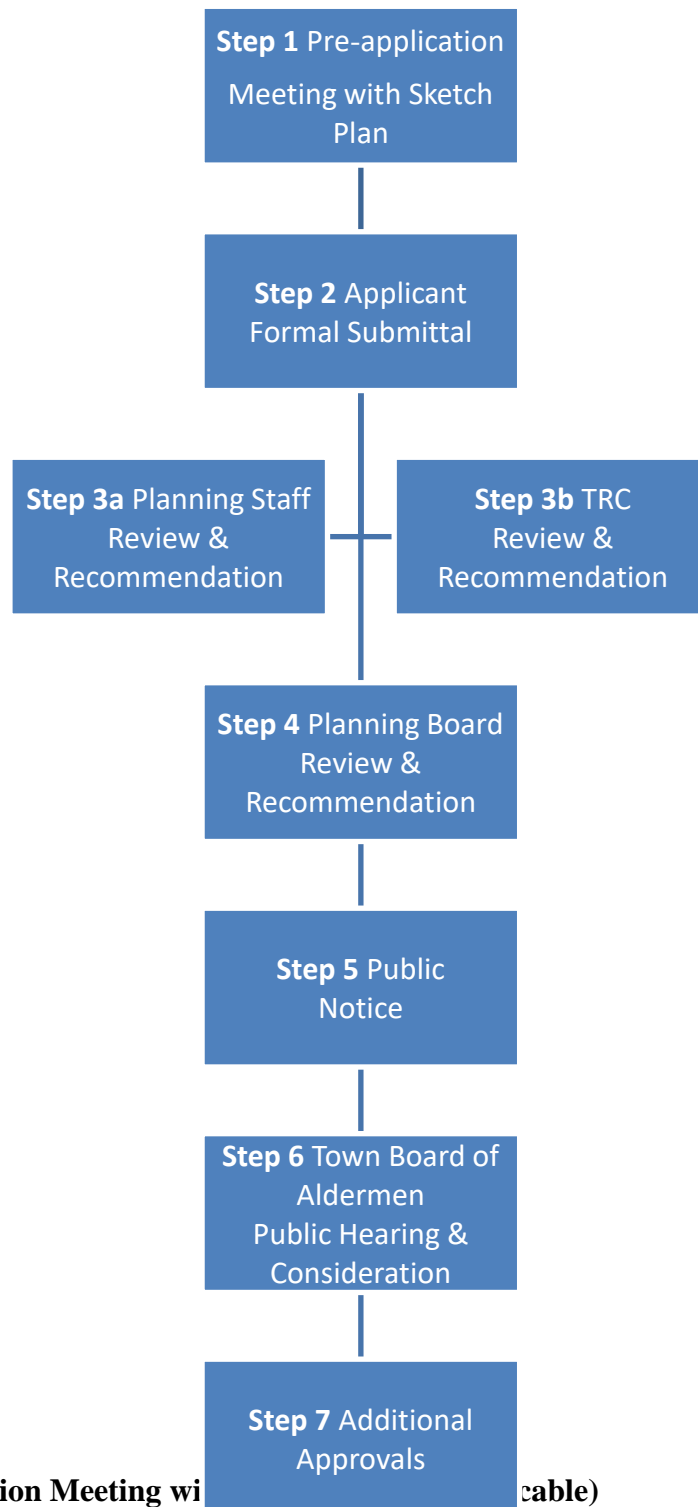 Step 1 Pre-application
Meeting with Sketch
Plan
Step 2 Applicant
Formal Submittal
Step 3a Planning Staff
Review &
Recommendation
Step 3b TRC
Review &
Recommendation
Step 4 Planning Board
Review &
Recommendation
Step 5 Public
Notice
Step 6 Town Board of
Aldermen
Public Hearing &
Consideration
Step 7 Additional
Approvals
ion Meeting wi cable)